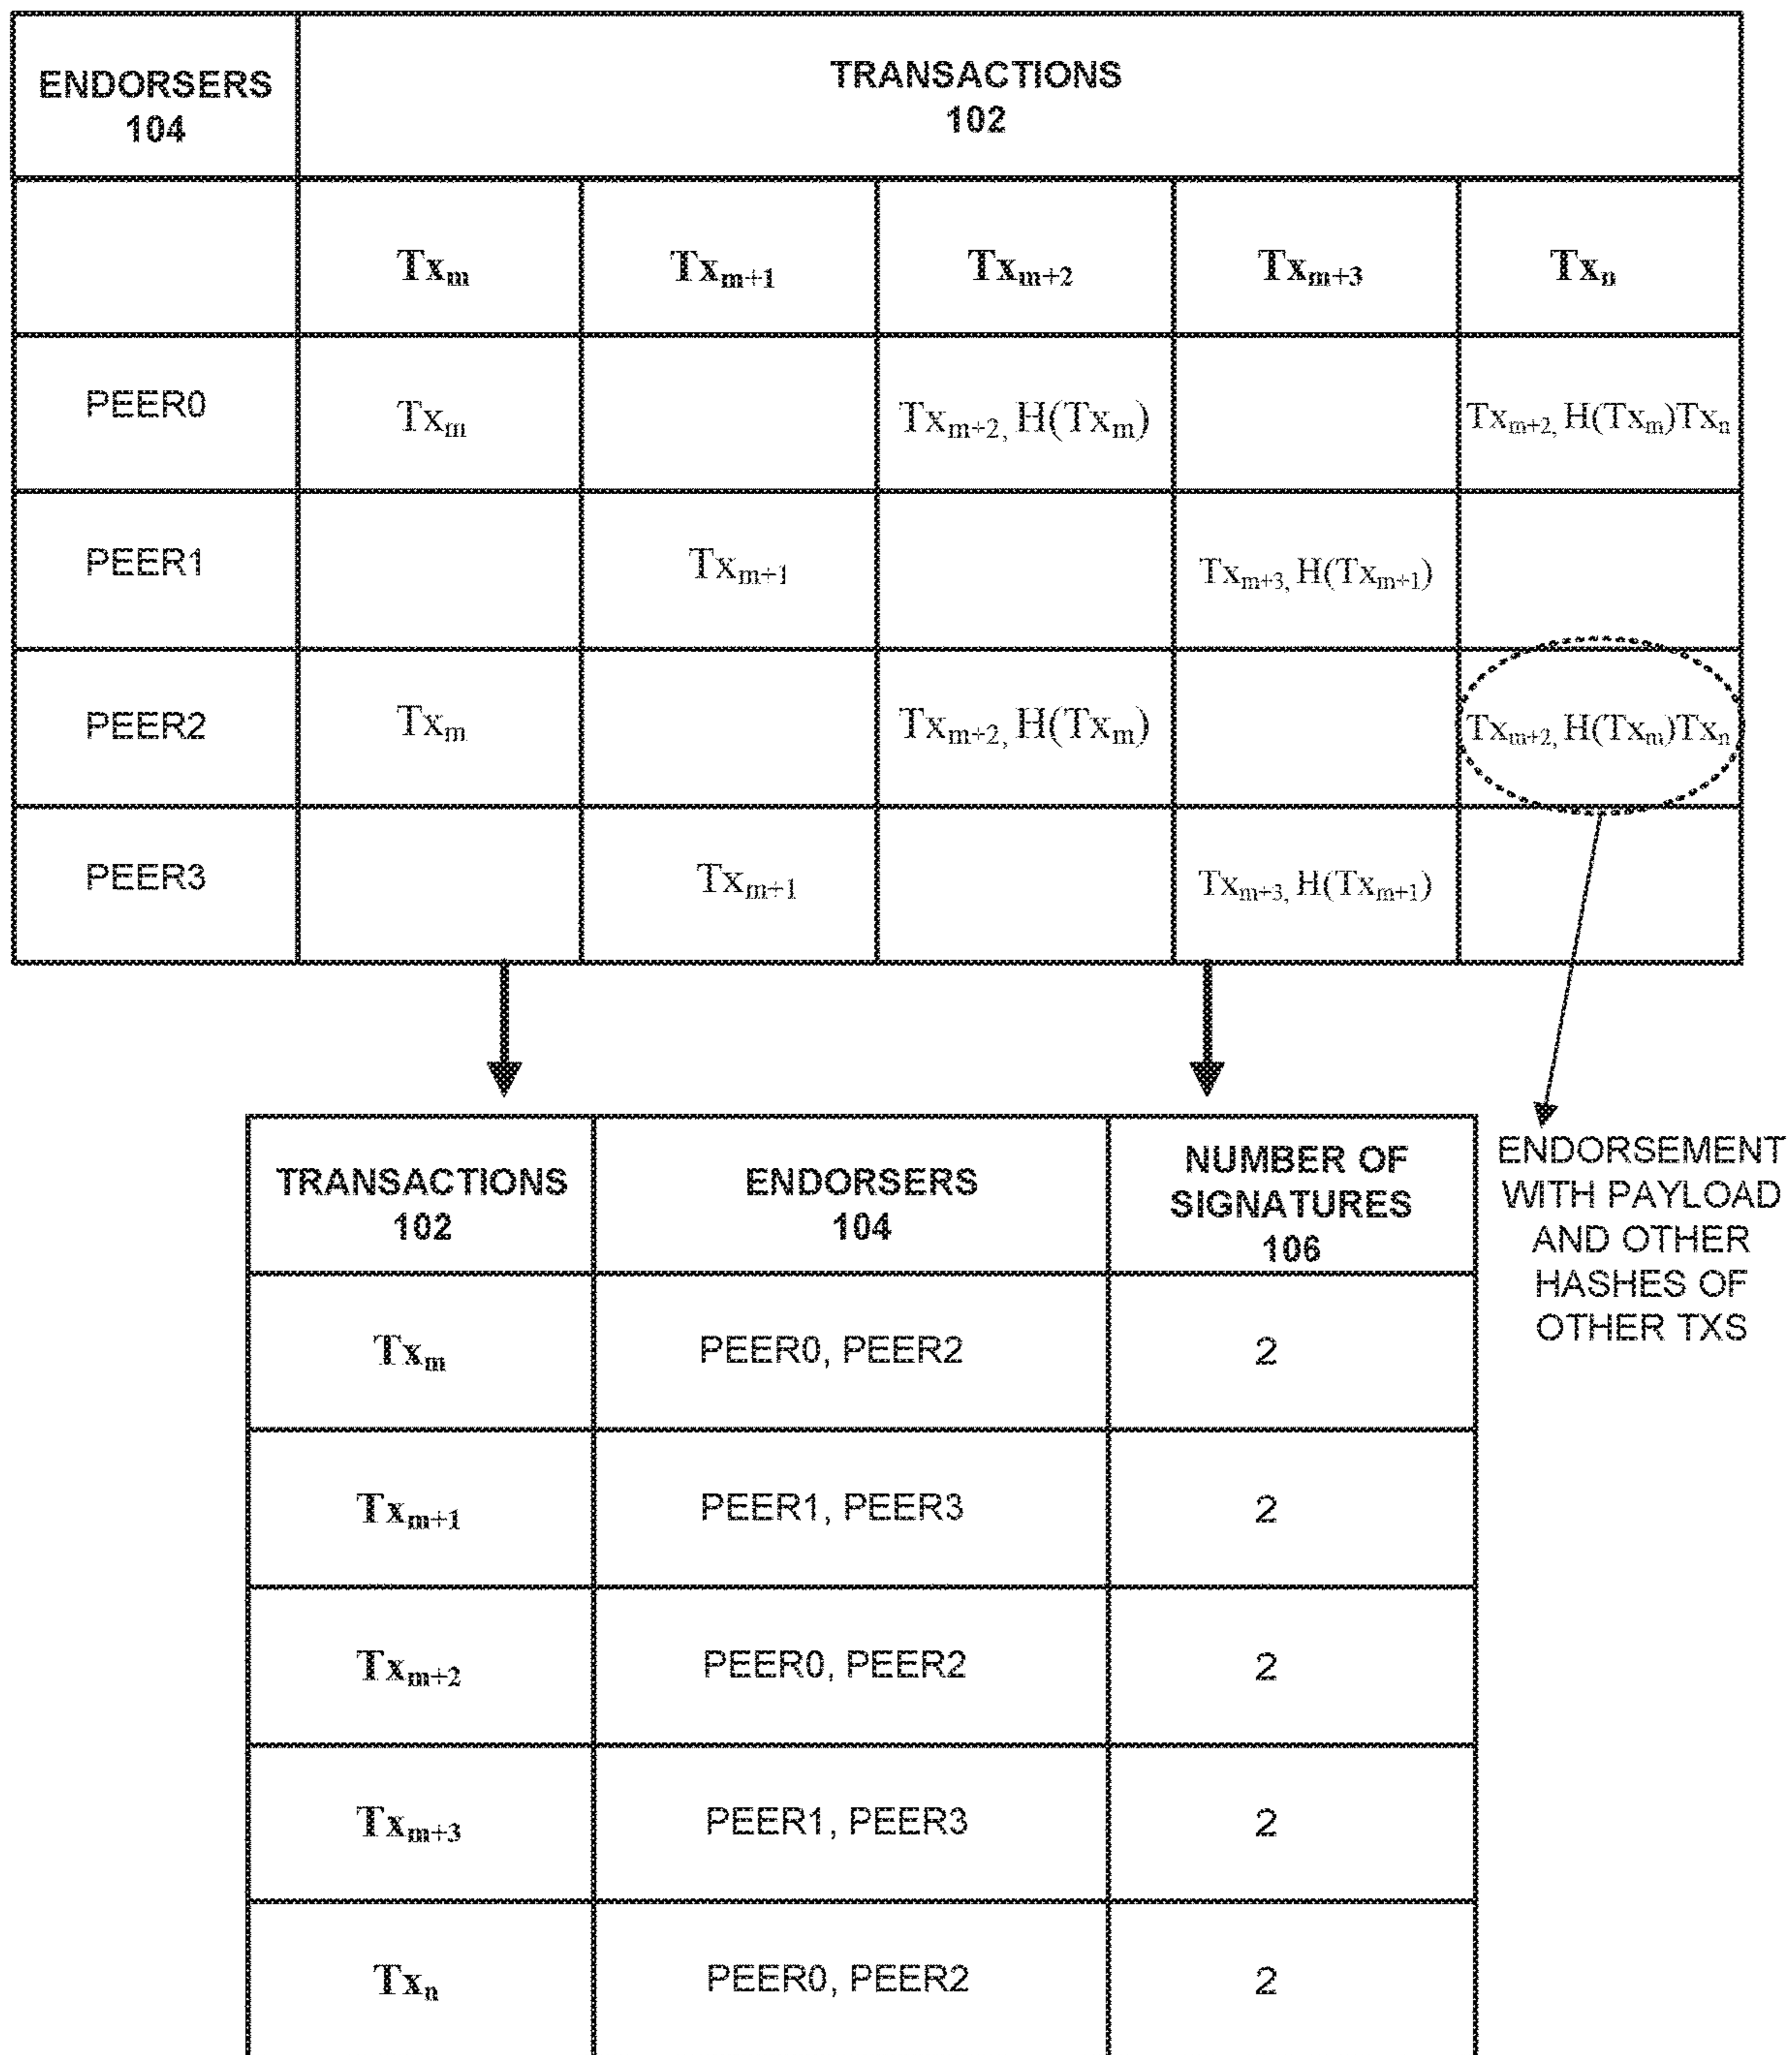 ENDORSERS
104
TRANSACTIONS
102
Txₘ
Txₘ₊₁
Txₘ₊₂
Txₘ₊₃
Txₙ
PEER0
Txₘ
Txₘ₊₂, H(Txₘ)
Txₘ₊₂, H(Txₘ)Txₙ
PEER1
Txₘ₊₁
Txₘ₊₃, H(Txₘ₊₁)
PEER2
Txₘ
Txₘ₊₂, H(Txₘ)
Txₘ₊₂, H(Txₘ)Txₙ
PEER3
Txₘ₊₁
Txₘ₊₃, H(Txₘ₊₁)
ENDORSEMENT
WITH PAYLOAD
AND OTHER
HASHES OF
OTHER TXS
TRANSACTIONS
102
ENDORSERS
104
NUMBER OF
SIGNATURES
106
Txₘ
PEER0, PEER2
2
Txₘ₊₁
PEER1, PEER3
2
Txₘ₊₂
PEER0, PEER2
2
Txₘ₊₃
PEER1, PEER3
2
Txₙ
PEER0, PEER2
2